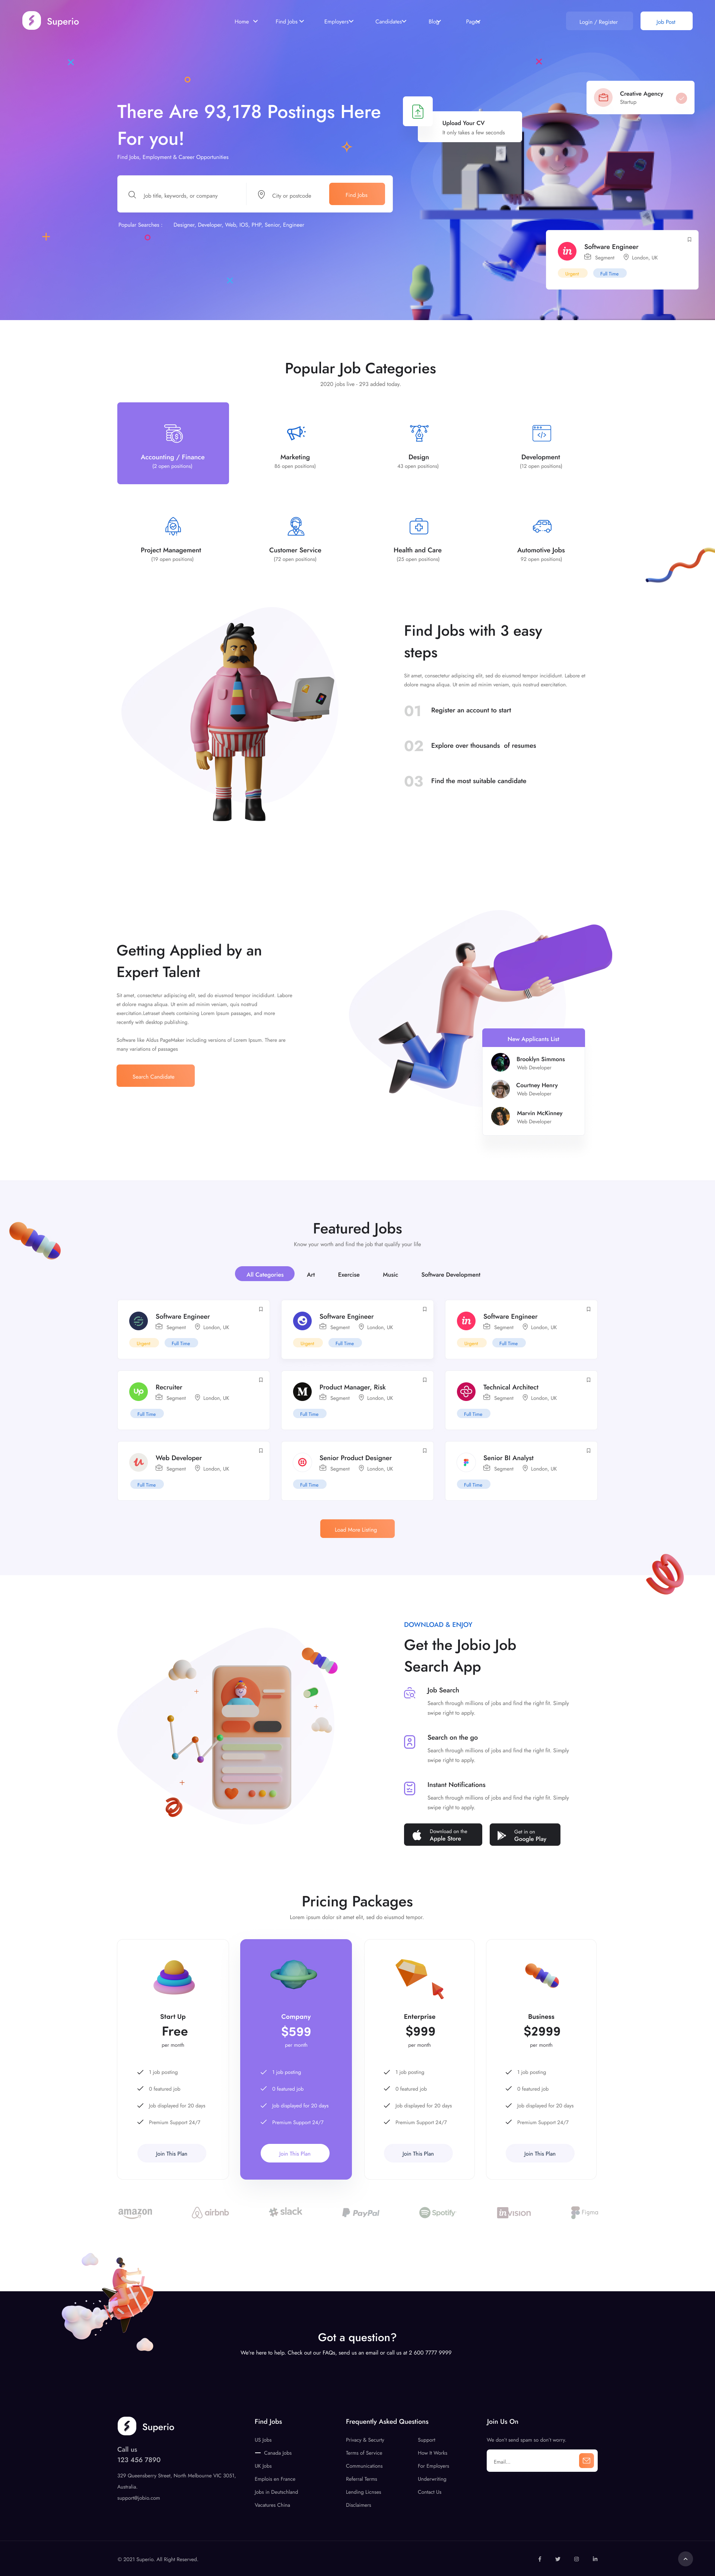 Superio
Home Find Jobs Employers Candidates Blog Pages
Login / Register
Job Post
There Are 93,178 Postings Here
For you!
Find Jobs, Employment & Career Opportunities
Job title, keywords, or company
City or postcode
Find Jobs
Popular Searches : Designer, Developer, Web, IOS, PHP, Senior, Engineer
Upload Your CV
It only takes a few seconds
Creative Agency
Startup
in
Software Engineer
Segment London, UK
Urgent Full Time
Popular Job Categories
2020 jobs live - 293 added today.
Accounting / Finance
(2 open positions)
Marketing
86 open positions)
Design
43 open positions)
Development
(12 open positions)
Project Management
(19 open positions)
Customer Service
(72 open positions)
Health and Care
(25 open positions)
Automotive Jobs
92 open positions)
Find Jobs with 3 easy
steps
Sit amet, consectetur adipiscing elit, sed do eiusmod tempor incididunt Labore et
dolore magna aliqua. Ut enim ad minim veniam, quis nostrud exercitation.
01 Register an account to start
02 Explore over thousands of resumes
03 Find the most suitable candidate
Getting Applied by an
Expert Talent
Sit amet, consectetur adipiscing elit, sed do eiusmod tempor incididunt Labore
et dolore magna aliqua. Ut enim ad minim veniam, quis nostrud
exercitation.Letraset sheets containing Lorem Ipsum passages, and more
recently with desktop publishing.
Software like Aldus PageMaker including versions of Lorem Ipsum. There are
many variations of passages
Search Candidate
New Applicants List
Brooklyn Simmons
Web Developer
Courtney Henry
Web Developer
Marvin McKinney
Web Developer
Featured Jobs
Know your worth and find the job that qualify your life
All Categories Art Exercise Music Software Development
Software Engineer
Segment London, UK
Urgent Full Time
Software Engineer
Segment London, UK
Urgent Full Time
in
Software Engineer
Segment London, UK
Urgent Full Time
Up
Recruiter
Segment London, UK
Full Time
M
Product Manager, Risk
Segment London, UK
Full Time
Technical Architect
Segment London, UK
Full Time
Web Developer
Segment London, UK
Full Time
Senior Product Designer
Segment London, UK
Full Time
Senior BI Analyst
Segment London, UK
Full Time
Load More Listing
DOWNLOAD & ENJOY
Get the Jobio Job
Search App
Job Search
Search through millions of jobs and find the right fit. Simply
swipe right to apply.
Search on the go
Search through millions of jobs and find the right fit. Simply
swipe right to apply.
Instant Notifications
Search through millions of jobs and find the right fit. Simply
swipe right to apply.
Download on the
Apple Store
Get in on
Google Play
Pricing Packages
Lorem ipsum dolor sit amet elit, sed do eiusmod tempor.
Start Up
Free
per month
1 job posting
0 featured job
Job displayed for 20 days
Premium Support 24/7
Join This Plan
Company
$599
per month
1 job posting
0 featured job
Job displayed for 20 days
Premium Support 24/7
Join This Plan
Enterprise
$999
per month
1 job posting
0 featured job
Job displayed for 20 days
Premium Support 24/7
Join This Plan
Business
$2999
per month
1 job posting
0 featured job
Job displayed for 20 days
Premium Support 24/7
Join This Plan
amazon airbnb slack PayPal Spotify inVISION Figma
Got a question?
We're here to help. Check out our FAQs, send us an email or call us at 2 600 7777 9999
Superio
Call us
123 456 7890
329 Queensberry Street, North Melbourne VIC 3051,
Australia.
support@jobio.com
Find Jobs
US Jobs
Canada Jobs
UK Jobs
Emplois en France
Jobs in Deutschland
Vacatures China
Frequently Asked Questions
Privacy & Security
Terms of Service
Communications
Referral Terms
Lending Licnses
Disclaimers
Support
How It Works
For Employers
Underwriting
Contact Us
Join Us On
We don't send spam so don't worry.
Email...
© 2021 Superio. All Right Reserved.